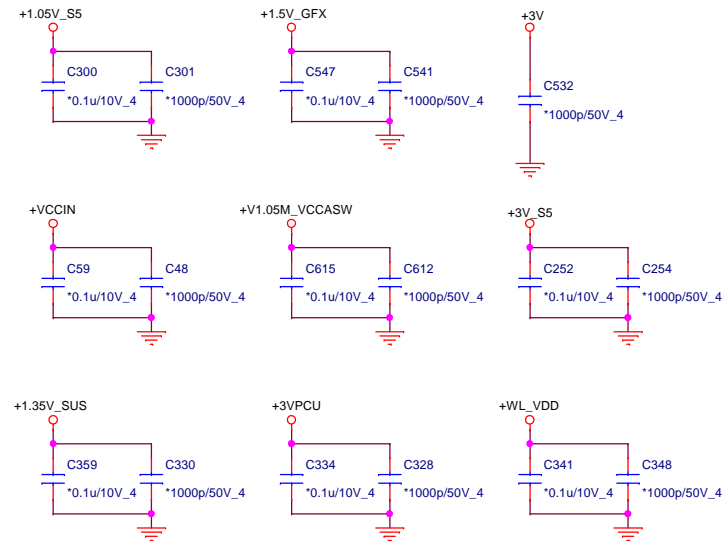 +1.05V_S5
C300
*0.1u/10V_4
C301
*1000p/50V_4
+1.5V_GFX
C547
*0.1u/10V_4
C541
*1000p/50V_4
+3V
C532
*1000p/50V_4
+VCCIN
C59
*0.1u/10V_4
C48
*1000p/50V_4
+V1.05M_VCCASW
C615
*0.1u/10V_4
C612
*1000p/50V_4
+3V_S5
C252
*0.1u/10V_4
C254
*1000p/50V_4
+1.35V_SUS
C359
*0.1u/10V_4
C330
*1000p/50V_4
+3VPCU
C334
*0.1u/10V_4
C328
*1000p/50V_4
+WL_VDD
C341
*0.1u/10V_4
C348
*1000p/50V_4